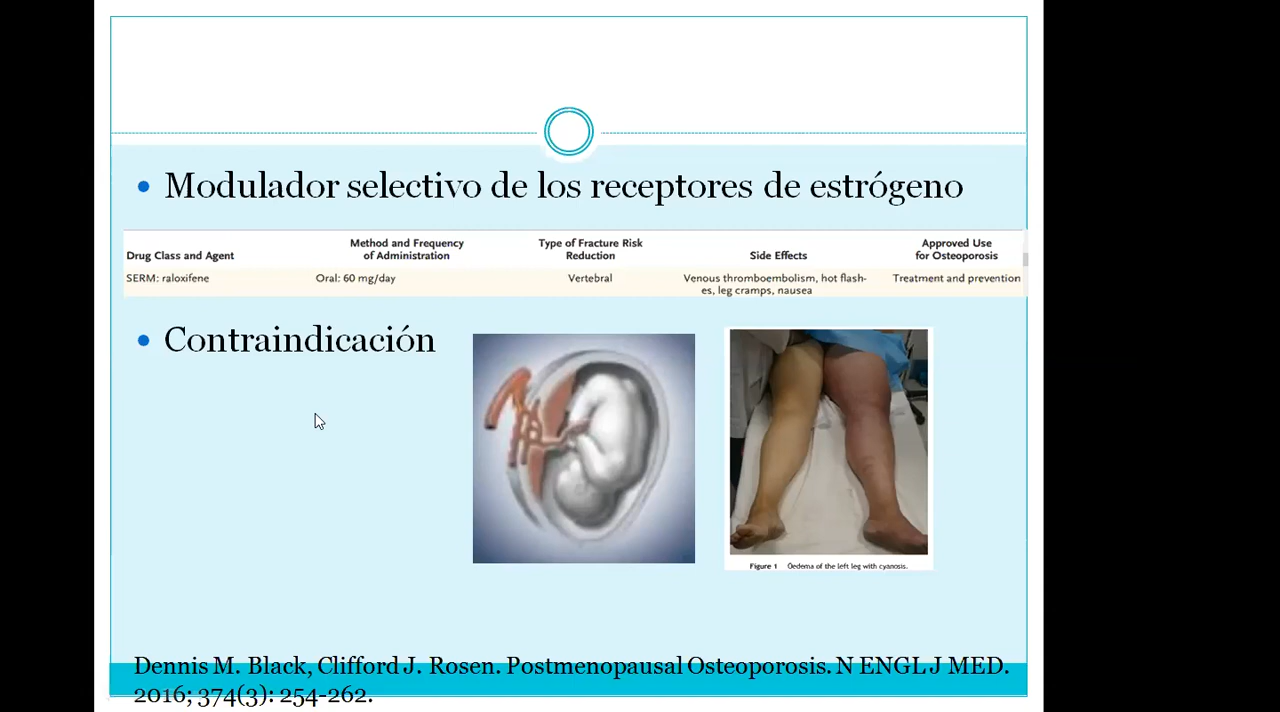 Modulador selectivo de los receptores de estrógeno
Drug Class and Agent
Method and Frequency
of Administration
Type of Fracture Risk
Reduction
Side Effects
Approved Use
for Osteoporosis
SERM: raloxifene
Oral: 60 mg/day
Vertebral
Venous thromboembolism, hot flash-
es, leg cramps, nausea
Treatment and prevention
Contraindicación
Figure 1 Oedema of the left leg with cyanosis.
Dennis M. Black, Clifford J. Rosen. Postmenopausal Osteoporosis. N ENGL J MED.
2016; 374(3): 254-262.